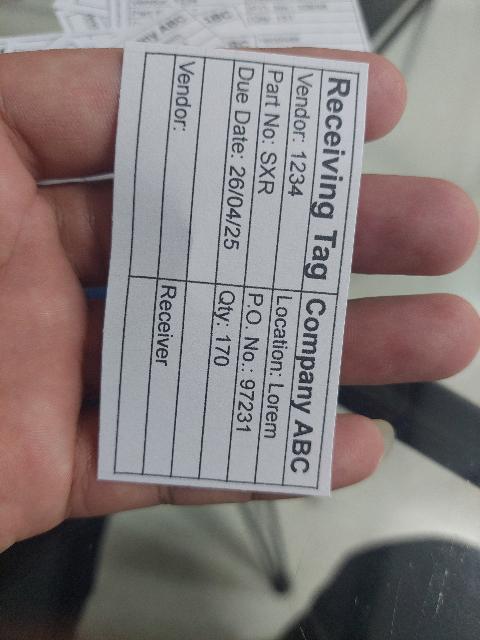 Receiving Tag Company ABC
Vendor: 1234 Location: Lorem
Part No: SXR P.O. No.: 97231
Due Date: 26/04/25 Qty: 170
Vendor: Receiver